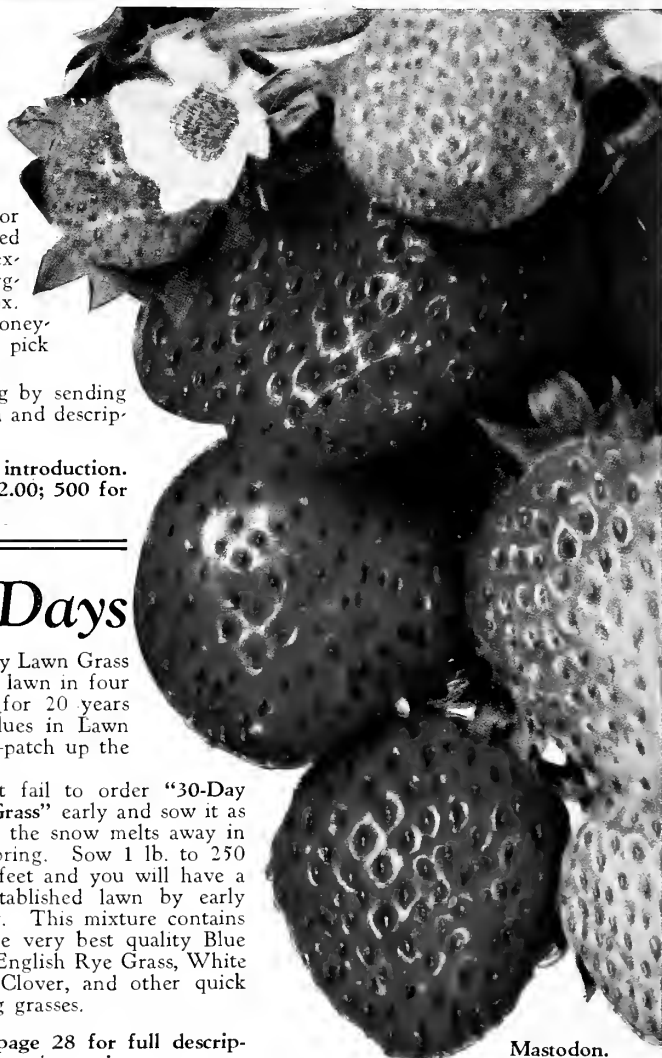 or
ed
ex-
rg-
x.
oney-
pick
g by sending
and descrip-
introduction.
2.00; 500 for
Days
y Lawn Grass
lawn in four
for 20 years
lues in Lawn
-patch up the
t fail to order "30-Day
Grass" early and sow it as
the snow melts away in
pring. Sow 1 lb. to 250
feet and you will have a
tablished lawn by early
. This mixture contains
e very best quality Blue
English Rye Grass, White
Clover, and other quick
g grasses.
page 28 for full descrip-
Mastodon.